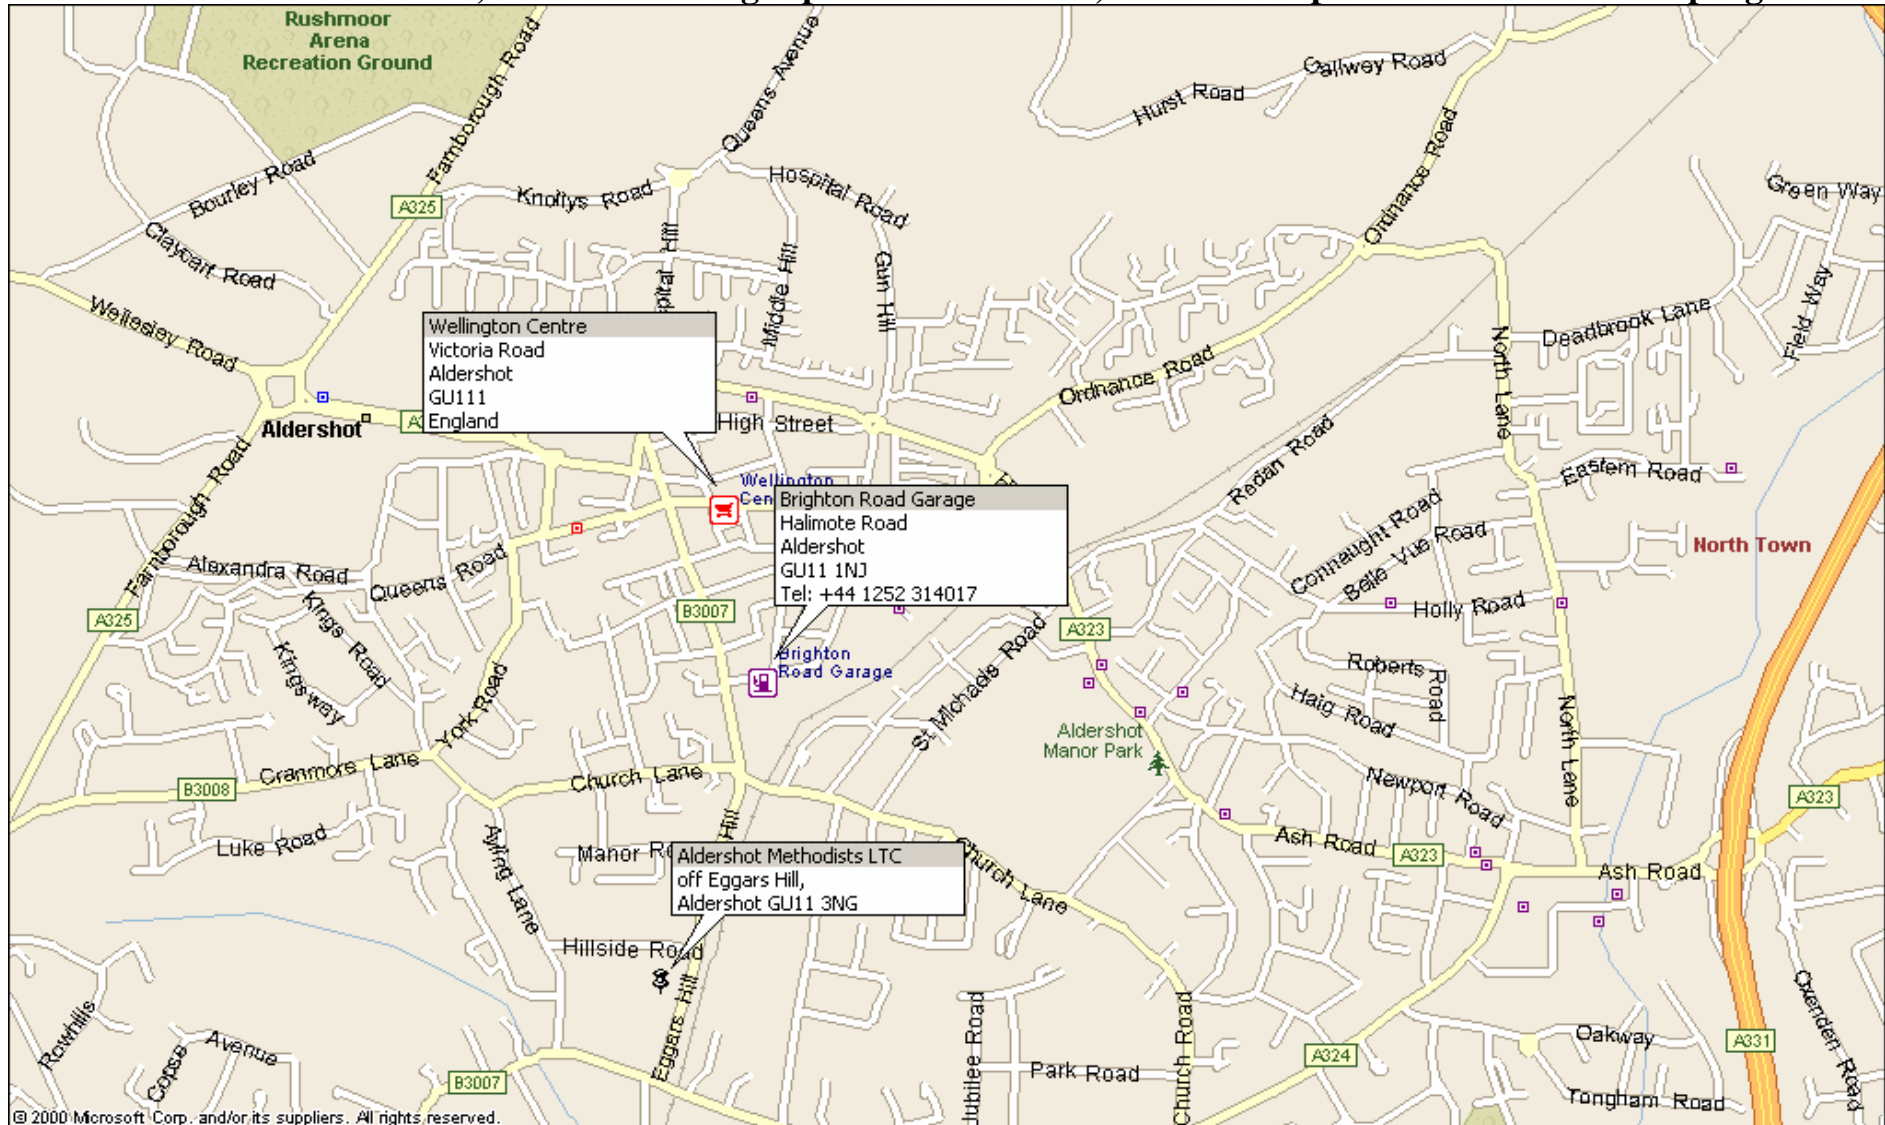 Rushmoor
Arena
Recreation Ground
Farnborough Road
Queens Avenue
Gallwey Road
Hurst Road
Ordnance Road
Bourley Road
A325
Knollys Road
Hospital Road
Green Way
Claycart Road
Middle Hill
Gun Hill
Field Way
Wellesley Road
Deadbrook Lane
North Lane
Wellington Centre
Victoria Road
Aldershot
GU111
England
Ordnance Road
Aldershot
High Street
Redan Road
Eastern Road
Farnborough Road
Wellington
Brighton Road Garage
Halimote Road
Aldershot
GU11 1NJ
Tel: +44 1252 314017
Connaught Road
Belle Vue Road
North Town
Alexandra Road
Queens Road
Kings Road
Holly Road
A325
B3007
A323
Kingsway
Brighton
Road Garage
St. Michaels Road
Roberts Road
Haig Road
York Road
Aldershot
Manor Park
North Lane
Cranmore Lane
Church Lane
B3008
Newport Road
A323
Luke Road
Ayling Lane
Hill
Manor
Ash Road
A323
Ash Road
Aldershot Methodists LTC
off Eggars Hill,
Aldershot GU11 3NG
Church Lane
Hillside Road
Eggars Hill
Jubilee Road
Church Road
Oxenden Road
Rowhills
Copse
Avenue
Oakway
A331
A324
B3007
Park Road
Tongham Road
© 2000 Microsoft Corp. and/or its suppliers. All rights reserved.